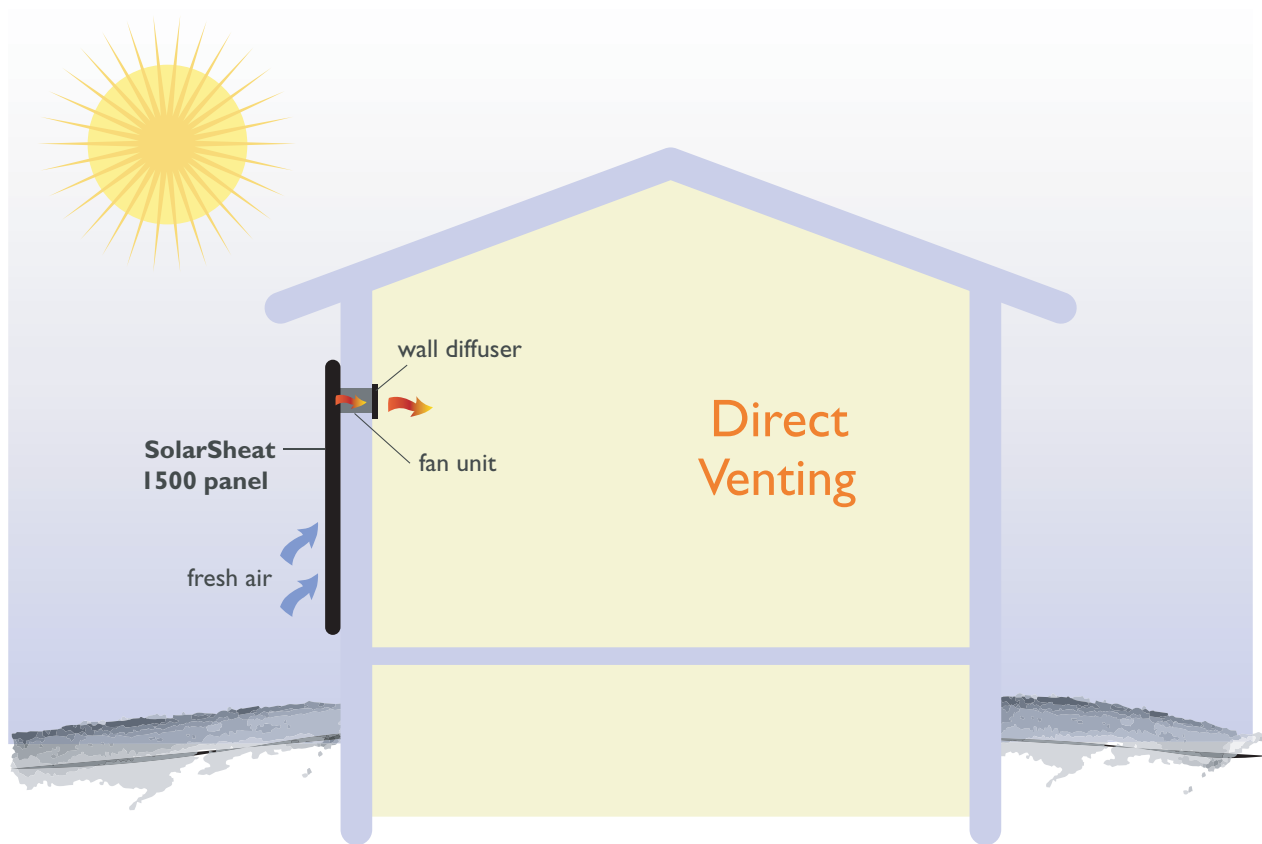 wall diffuser
Direct
Venting
SolarSheat
1500 panel
fan unit
fresh air